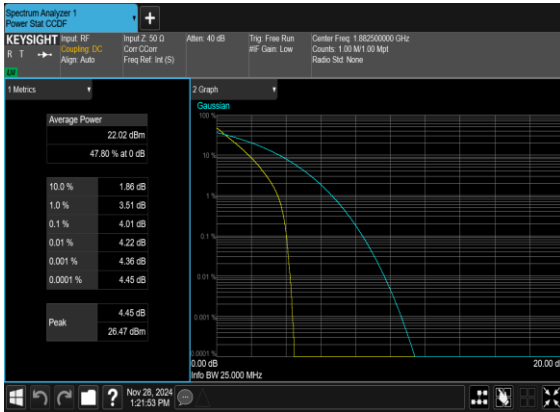 Spectrum Analyzer 1
Power Stat CCDF
+
KEYSIGHT
R T
Input: RF
Coupling: DC
Align: Auto
Input Z: 50 Ω
Corr CCorr
Freq Ref: Int (S)
Atten: 40 dB
Trig: Free Run
#IF Gain: Low
Center Freq: 1.882500000 GHz
Counts: 1.00 M/1.00 Mpt
Radio Std: None
1 Metrics
Average Power
22.02 dBm
47.80 % at 0 dB
10.0 % 1.86 dB
1.0 % 3.51 dB
0.1 % 4.01 dB
0.01 % 4.22 dB
0.001 % 4.36 dB
0.0001 % 4.45 dB
Peak
4.45 dB
26.47 dBm
2 Graph
Gaussian
100 %
10 %
1 %
0.1 %
0.01 %
0.001 %
0.0001 %
0.00 dB
20.00 d
Info BW 25.000 MHz
?
Nov 28, 2024
1:21:53 PM